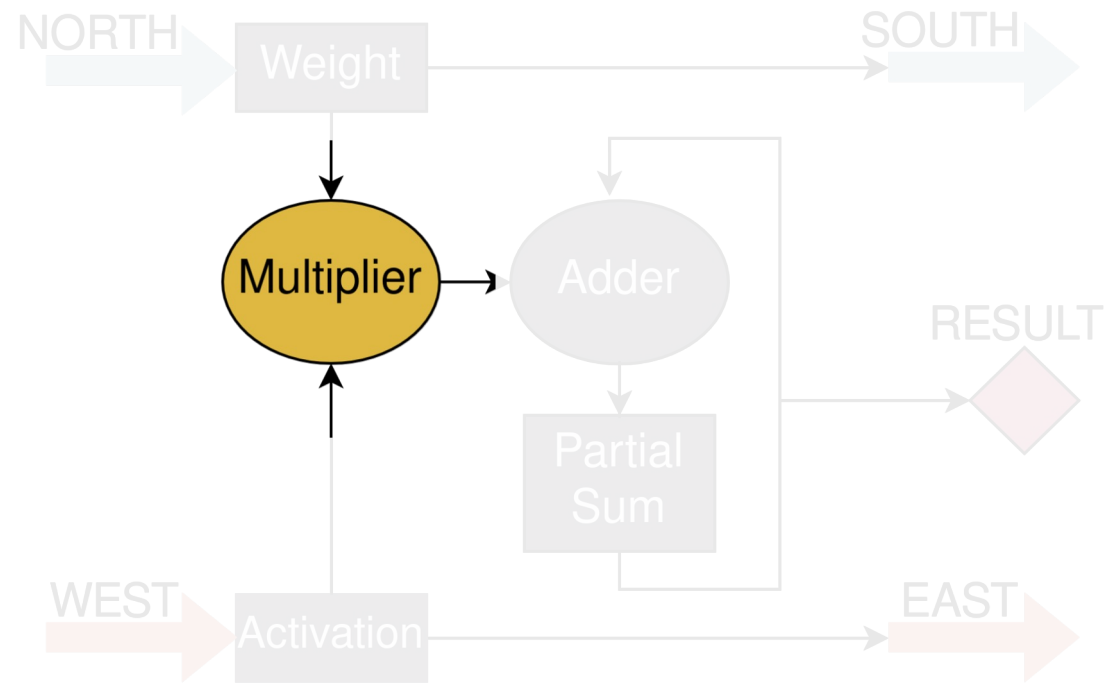 NORTH
SOUTH
Weight
Multiplier
Adder
RESULT
Partial
Sum
WEST
EAST
Activation